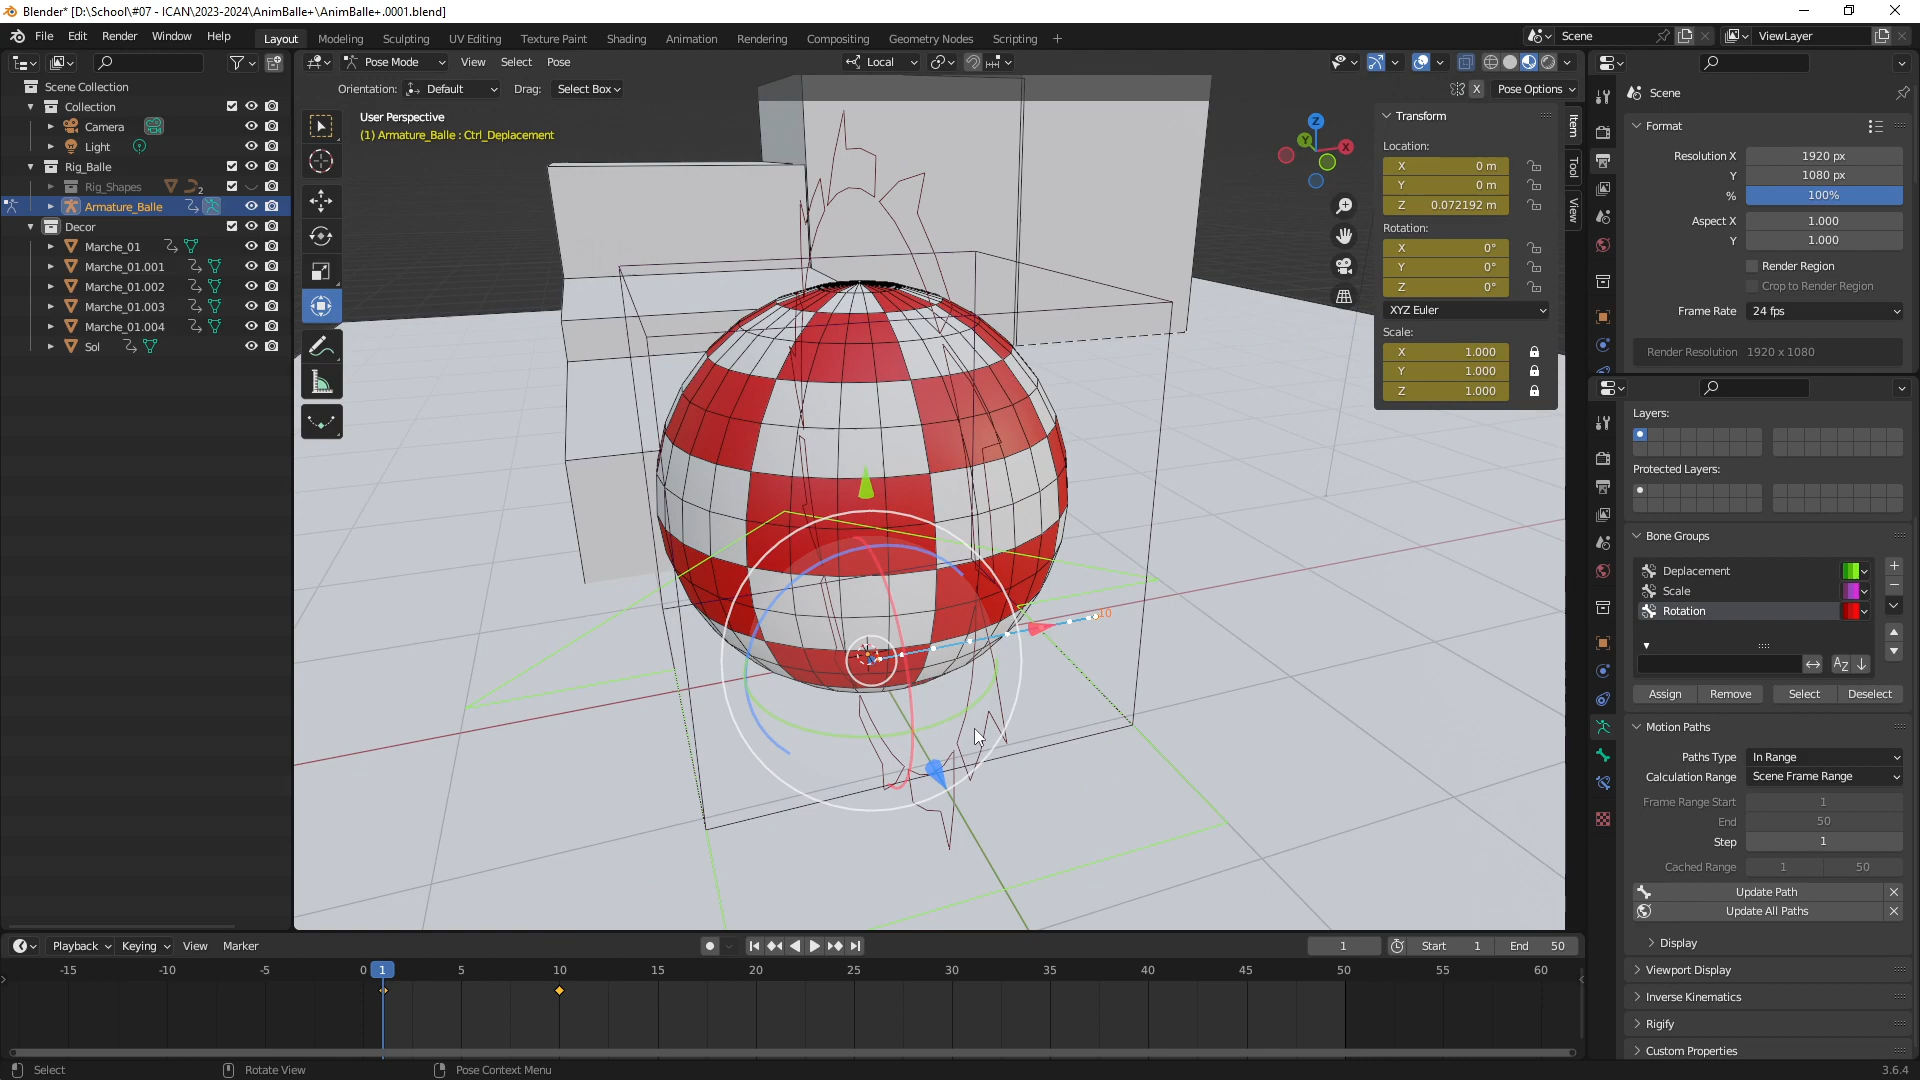 Blender* [D:\School\#07 - ICAN\2023-2024\AnimBalle+\AnimBalle+.0001.blend]
File Edit Render Window Help Layout Modeling Sculpting UV Editing Texture Paint Shading Animation Rendering Compositing Geometry Nodes Scripting + Scene ViewLayer
Pose Mode View Select Pose Local
Orientation: Default Drag: Select Box X Pose Options
Scene Collection
Collection
Camera
Light
Rig_Balle
Rig_Shapes 2
Armature_Balle
Decor
Marche_01
Marche_01.001
Marche_01.002
Marche_01.003
Marche_01.004
Sol
User Perspective
(1) Armature_Balle : Ctrl_Deplacement
Z
Y
X
10
Transform
Location:
X 0 m
Y 0 m
Z 0.072192 m
Rotation:
X 0°
Y 0°
Z 0°
XYZ Euler
Scale:
X 1.000
Y 1.000
Z 1.000
Item
Tool
View
Scene
Format
Resolution X 1920 px
Y 1080 px
% 100%
Aspect X 1.000
Y 1.000
Render Region
Crop to Render Region
Frame Rate 24 fps
Render Resolution 1920 x 1080
Layers:
Protected Layers:
Bone Groups
Deplacement
Scale
Rotation
AZ
Assign Remove Select Deselect
Motion Paths
Paths Type In Range
Calculation Range Scene Frame Range
Frame Range Start 1
End 50
Step 1
Cached Range 1 50
Update Path
Update All Paths
Display
Viewport Display
Inverse Kinematics
Rigify
Custom Properties
Playback Keying View Marker 1 Start 1 End 50
-15 -10 -5 0 1 5 10 15 20 25 30 35 40 45 50 55 60
Select Rotate View Pose Context Menu 3.6.4